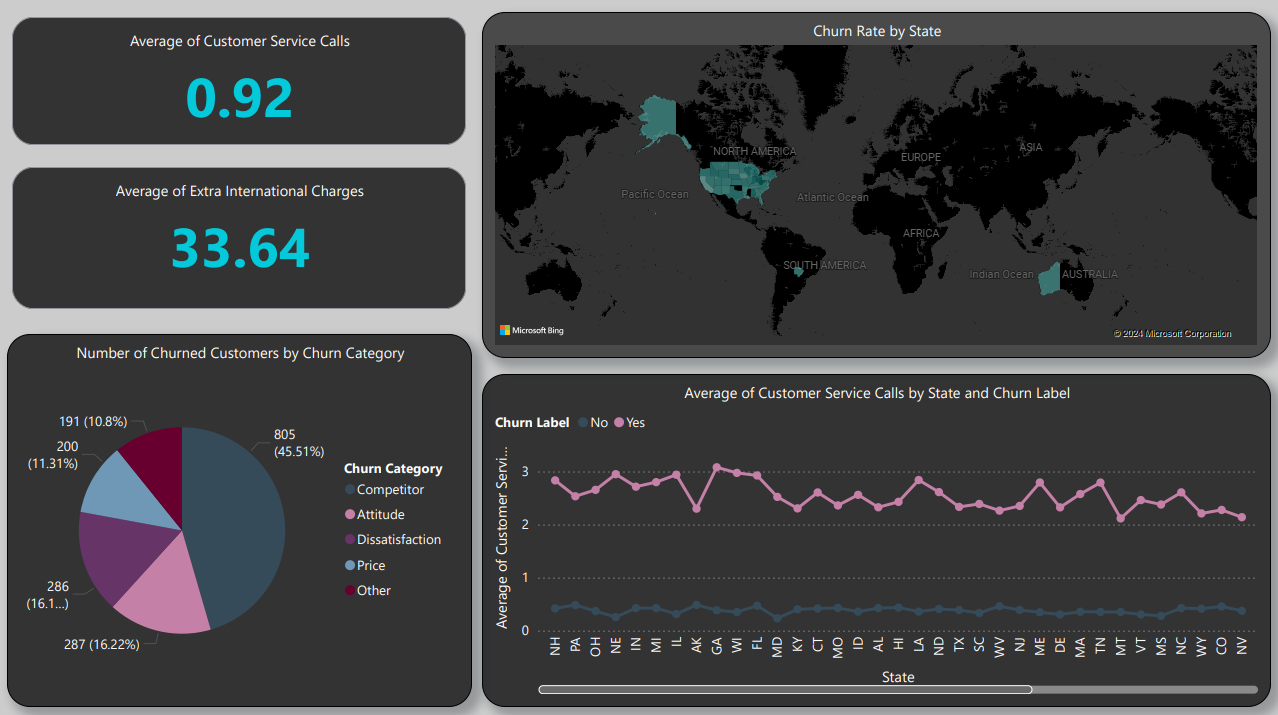 Average of Customer Service Calls
0.92
Average of Extra International Charges
33.64
Number of Churned Customers by Churn Category
191 (10.8%)
200
(11.31%)
805
(45.51%)
286
(16.1...)
287 (16.22%)
Churn Category
Competitor
Attitude
Dissatisfaction
Price
Other
Churn Rate by State
NORTH AMERICA
EUROPE
ASIA
Pacific Ocean
Atlantic Ocean
AFRICA
SOUTH AMERICA
Indian Ocean
AUSTRALIA
Microsoft Bing
© 2024 Microsoft Corporation
Average of Customer Service Calls by State and Churn Label
Churn Label No Yes
Average of Customer Servi...
3
2
1
0
NH PA OH NE IN MI IL AK GA WI FL MD KY CT MO ID AL HI LA ND TX SC WV NJ ME DE MA TN MT VT MS NC WY CO NV
State